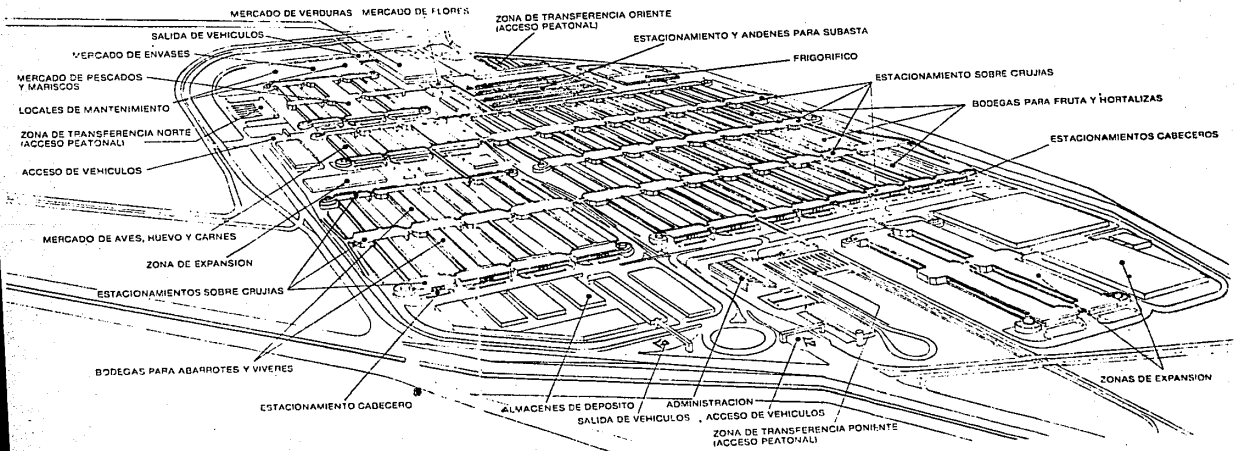 MERCADO DE VERDURAS
MERCADO DE FLORES
SALIDA DE VEHICULOS
MERCADO DE ENVASES
MERCADO DE PESCADOS
Y MARISCOS
LOCALES DE MANTENIMIENTO
ZONA DE TRANSFERENCIA NORTE
(ACCESO PEATONAL)
ACCESO DE VEHICULOS
MERCADO DE AVES, HUEVO Y CARNES
ZONA DE EXPANSION
ESTACIONAMIENTOS SOBRE CRUJIAS
BODEGAS PARA ABARROTES Y VIVERES
ESTACIONAMIENTO CABECERO
ZONA DE TRANSFERENCIA ORIENTE
(ACCESO PEATONAL)
ESTACIONAMIENTO Y ANDENES PARA SUBASTA
FRIGORIFICO
ESTACIONAMIENTO SOBRE CRUJIAS
BODEGAS PARA FRUTA Y HORTALIZAS
ESTACIONAMIENTOS CABECEROS
ZONAS DE EXPANSION
ALMACENES DE DEPOSITO
ADMINISTRACION
SALIDA DE VEHICULOS
ACCESO DE VEHICULOS
ZONA DE TRANSFERENCIA PONIENTE
(ACCESO PEATONAL)